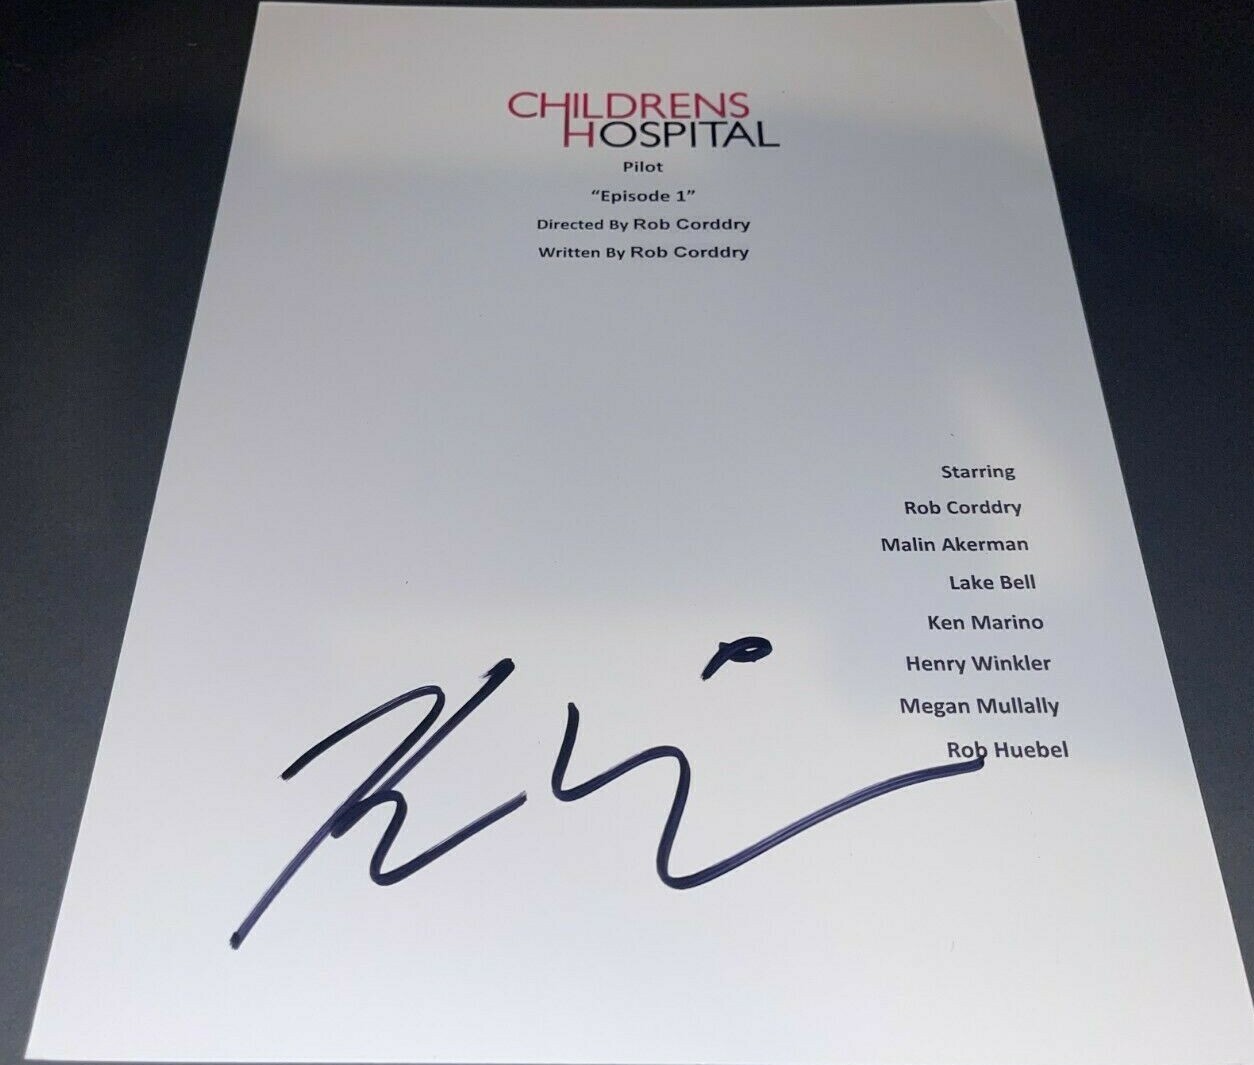 CHILDRENS
HOSPITAL
Pilot
“Episode 1”
Directed By Rob Corddry
Written By Rob Corddry
Starring
Rob Corddry
Malin Akerman
Lake Bell
Ken Marino
Henry Winkler
Megan Mullally
Rob Huebel